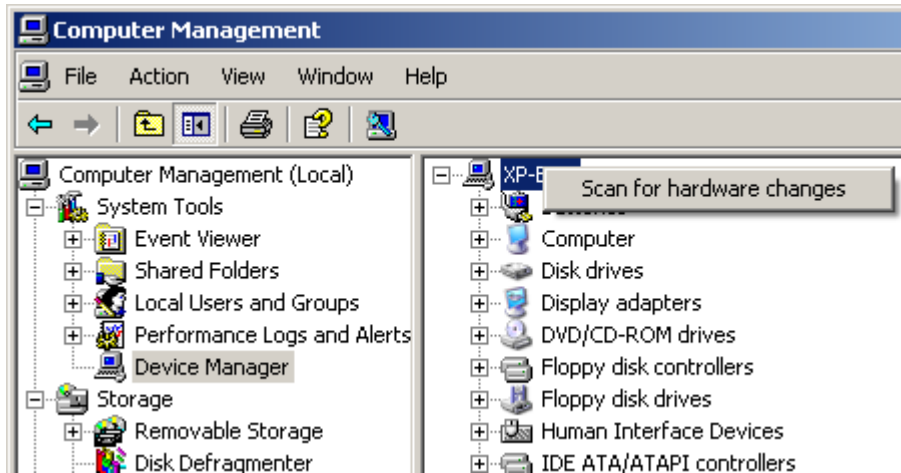 Computer Management
File Action View Window Help
Computer Management (Local)
System Tools
Event Viewer
Shared Folders
Local Users and Groups
Performance Logs and Alerts
Device Manager
Storage
Removable Storage
Disk Defragmenter
Scan for hardware changes
Computer
Disk drives
Display adapters
DVD/CD-ROM drives
Floppy disk controllers
Floppy disk drives
Human Interface Devices
IDE ATA/ATAPI controllers